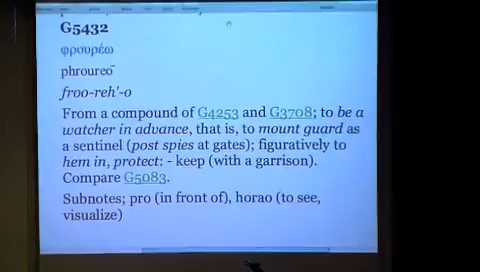 G5432
φρουρέω
phroureō
froo-reh'-o
From a compound of G4253 and G3708; to be a
watcher in advance, that is, to mount guard as
a sentinel (post spies at gates); figuratively to
hem in, protect: - keep (with a garrison).
Compare G5083.
Subnotes; pro (in front of), horao (to see,
visualize)